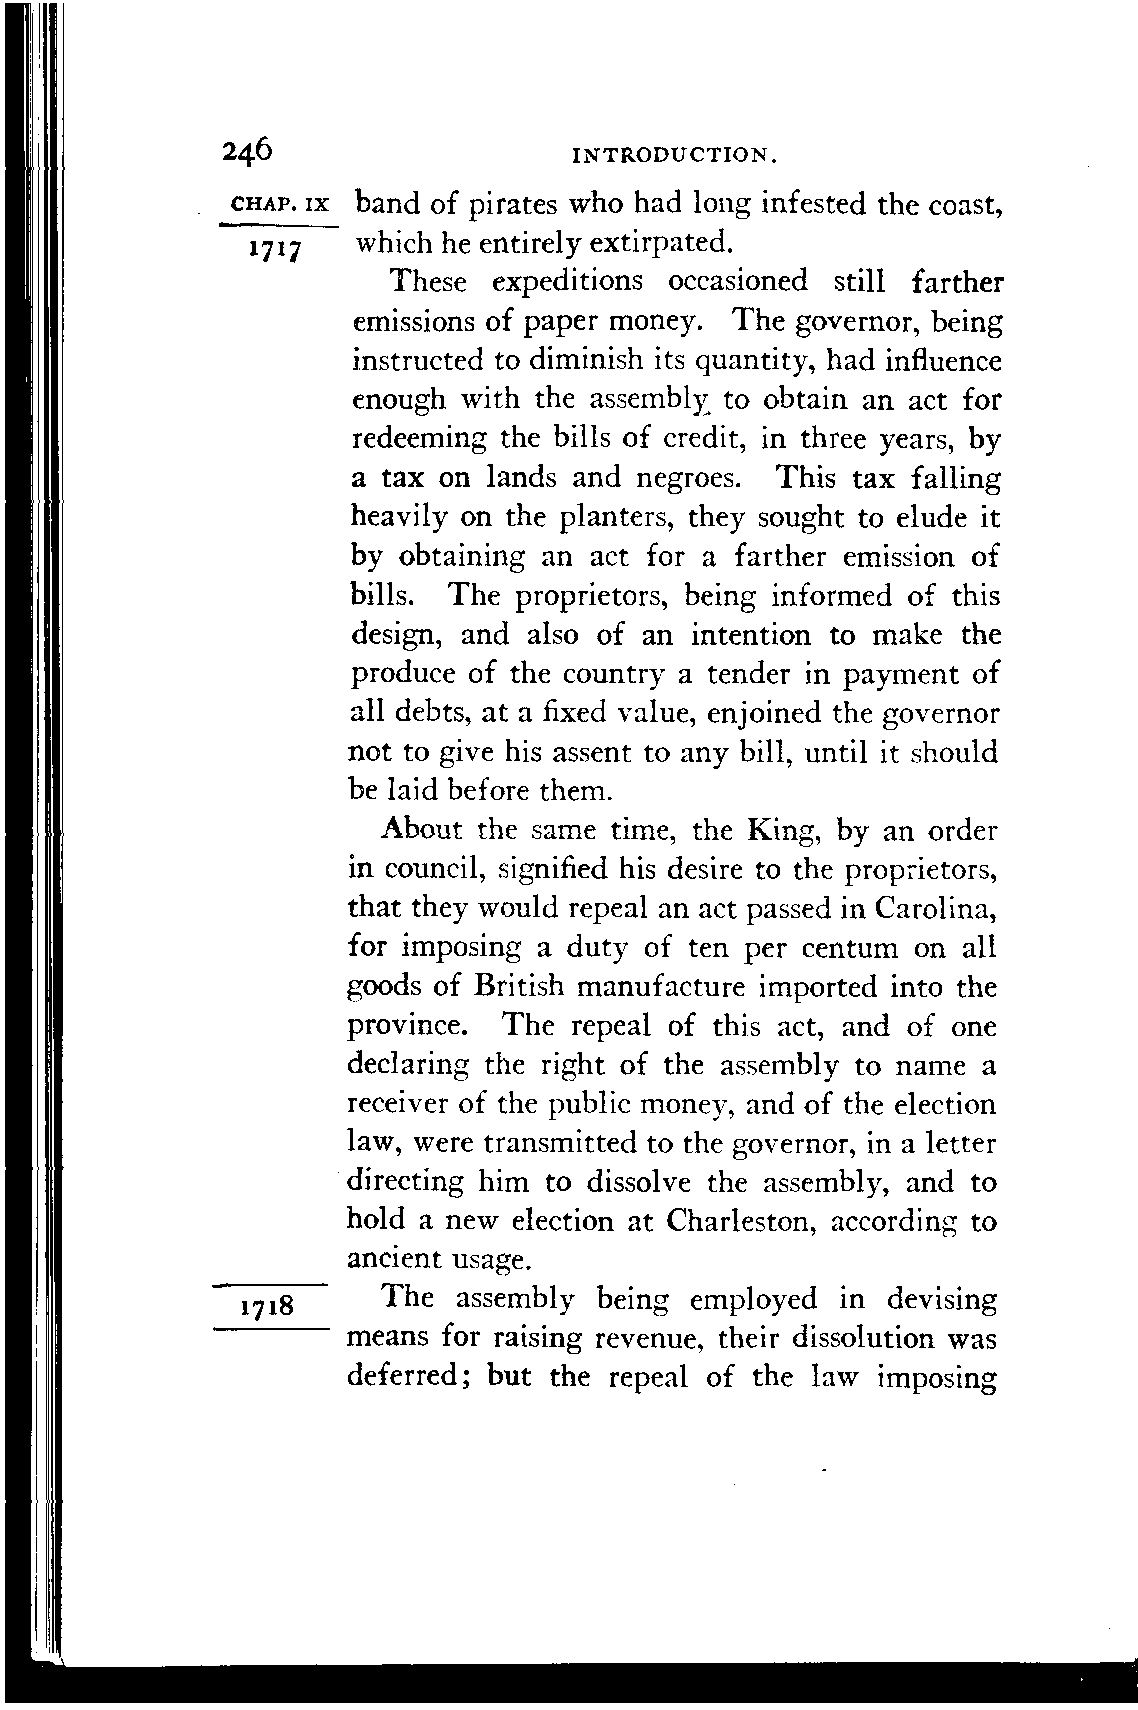 246
INTRODUCTION.
CHAP. IX
band of pirates who had long infested the coast,
1717
which he entirely extirpated.
These expeditions occasioned still farther
emissions of paper money. The governor, being
instructed to diminish its quantity, had influence
enough with the assembly to obtain an act for
redeeming the bills of credit, in three years, by
a tax on lands and negroes. This tax falling
heavily on the planters, they sought to elude it
by obtaining an act for a farther emission of
bills. The proprietors, being informed of this
design, and also of an intention to make the
produce of the country a tender in payment of
all debts, at a fixed value, enjoined the governor
not to give his assent to any bill, until it should
be laid before them.
About the same time, the King, by an order
in council, signified his desire to the proprietors,
that they would repeal an act passed in Carolina,
for imposing a duty of ten per centum on all
goods of British manufacture imported into the
province. The repeal of this act, and of one
declaring the right of the assembly to name a
receiver of the public money, and of the election
law, were transmitted to the governor, in a letter
directing him to dissolve the assembly, and to
hold a new election at Charleston, according to
ancient usage.
1718
The assembly being employed in devising
means for raising revenue, their dissolution was
deferred; but the repeal of the law imposing